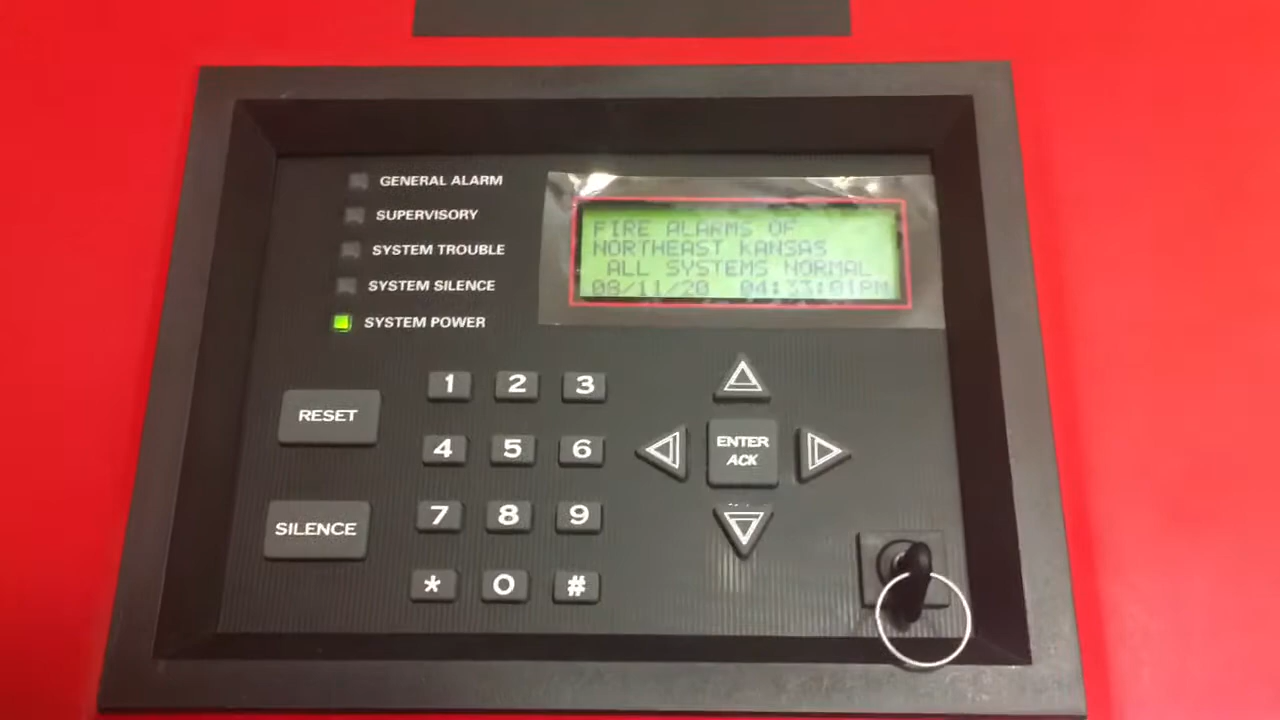 GENERAL ALARM
SUPERVISORY
SYSTEM TROUBLE
SYSTEM SILENCE
SYSTEM POWER
FIRE ALARMS OF
NORTHEAST KANSAS
ALL SYSTEMS NORMAL
08/11/20 04:33:01PM
RESET
SILENCE
1 2 3
4 5 6
7 8 9
* 0 #
ENTER
ACK